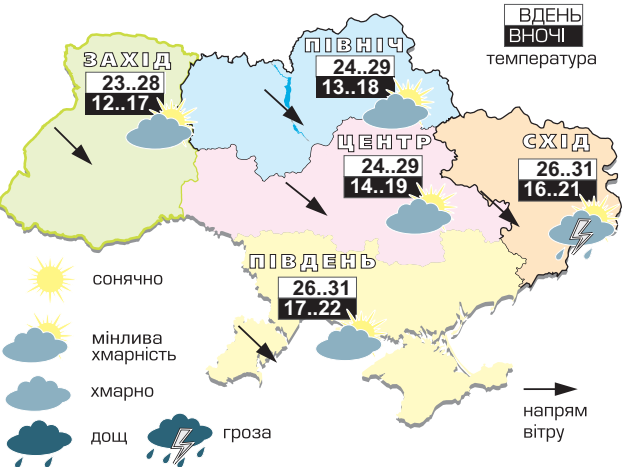 ВДЕНЬ
ВНОЧІ
температура
ЗАХІД
23..28
12..17
ПІВНІЧ
24..29
13..18
ЦЕНТР
24..29
14..19
СХІД
26..31
16..21
ПІВДЕНЬ
26..31
17..22
сонячно
мінлива
хмарність
хмарно
дощ
гроза
напрям
вітру